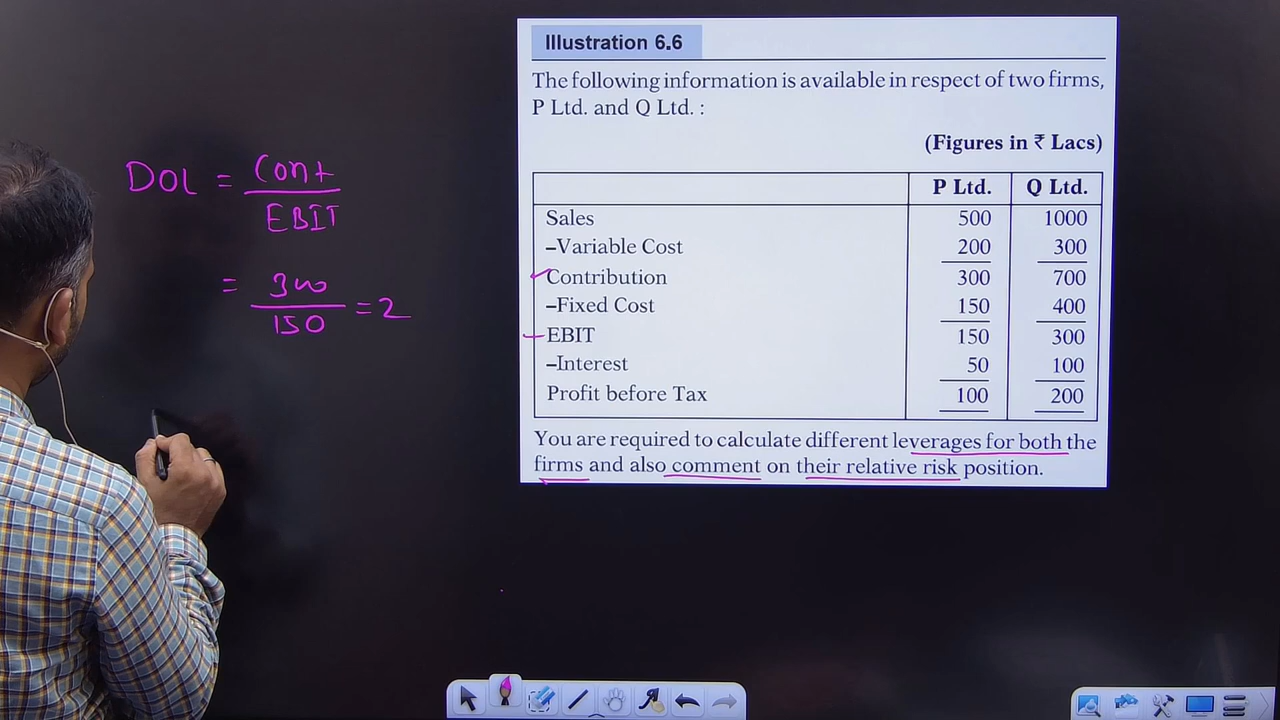 Illustration 6.6
The following information is available in respect of two firms,
P Ltd. and Q Ltd. :
(Figures in ₹ Lacs)
P Ltd. Q Ltd.
Sales 500 1000
–Variable Cost 200 300
Contribution 300 700
–Fixed Cost 150 400
EBIT 150 300
–Interest 50 100
Profit before Tax 100 200
You are required to calculate different leverages for both the
firms and also comment on their relative risk position.
DOL = Cont
EBIT
= 300
150 = 2